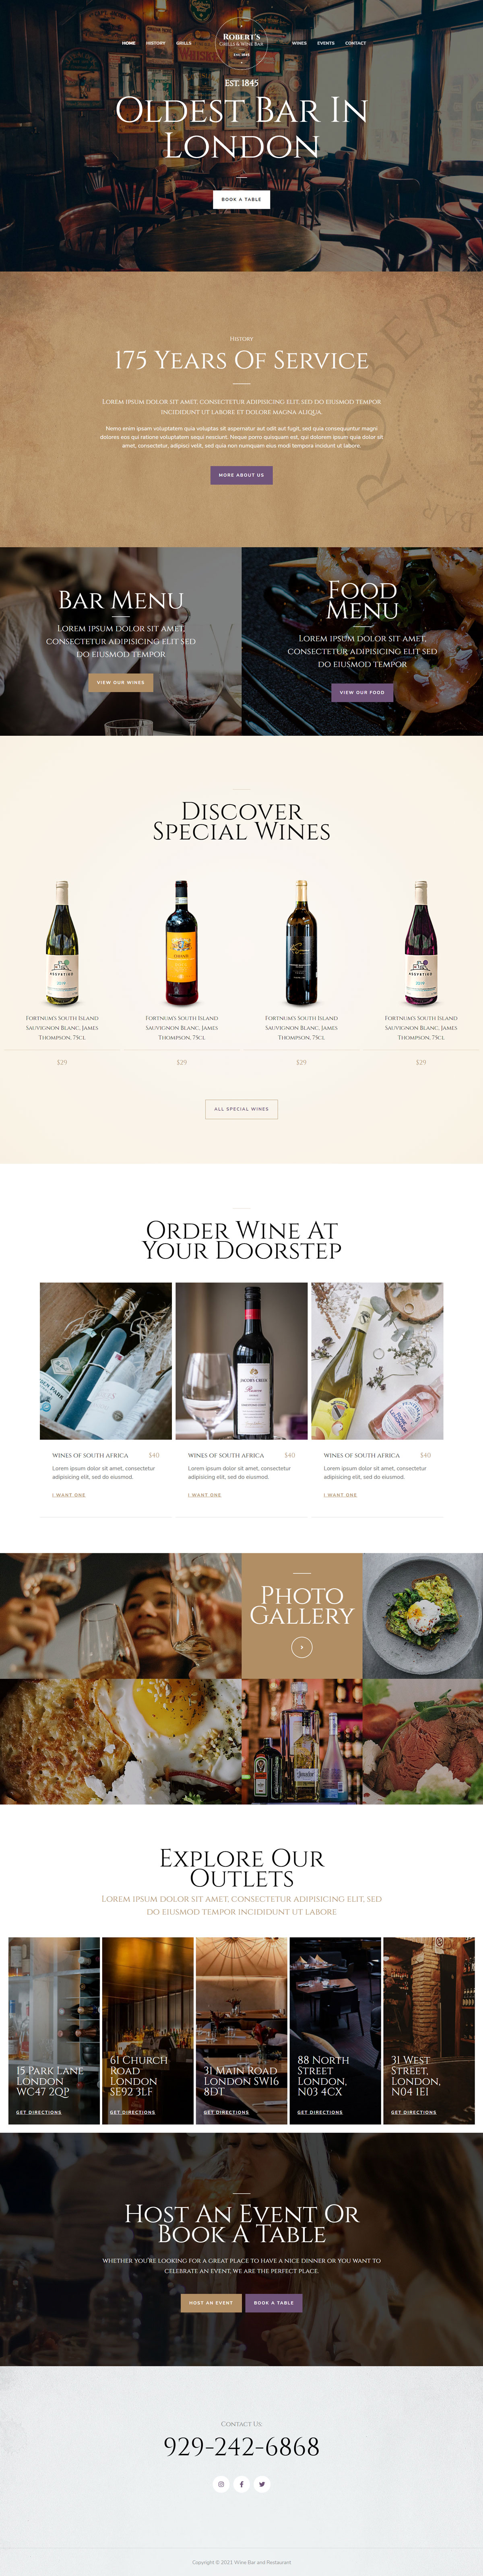 HOME HISTORY GRILLS
ROBERT'S
GRILLS & WINE BAR
EST. 1845
WINES EVENTS CONTACT
EST. 1845
OLDEST BAR IN
LONDON
BOOK A TABLE
HISTORY
175 YEARS OF SERVICE
LOREM IPSUM DOLOR SIT AMET, CONSECTETUR ADIPISICING ELIT, SED DO EIUSMOD TEMPOR
INCIDIDUNT UT LABORE ET DOLORE MAGNA ALIQUA.
Nemo enim ipsam voluptatem quia voluptas sit aspernatur aut odit aut fugit, sed quia consequuntur magni
dolores eos qui ratione voluptatem sequi nesciunt. Neque porro quisquam est, qui dolorem ipsum quia dolor sit
amet, consectetur, adipisci velit, sed quia non numquam eius modi tempora incidunt ut labore.
MORE ABOUT US
BAR MENU
LOREM IPSUM DOLOR SIT AMET,
CONSECTETUR ADIPISICING ELIT SED
DO EIUSMOD TEMPOR
VIEW OUR WINES
FOOD
MENU
LOREM IPSUM DOLOR SIT AMET,
CONSECTETUR ADIPISICING ELIT SED
DO EIUSMOD TEMPOR
VIEW OUR FOOD
DISCOVER
SPECIAL WINES
FORTNUM'S SOUTH ISLAND
SAUVIGNON BLANC, JAMES
THOMPSON, 75CL
$29
FORTNUM'S SOUTH ISLAND
SAUVIGNON BLANC, JAMES
THOMPSON, 75CL
$29
FORTNUM'S SOUTH ISLAND
SAUVIGNON BLANC, JAMES
THOMPSON, 75CL
$29
FORTNUM'S SOUTH ISLAND
SAUVIGNON BLANC, JAMES
THOMPSON, 75CL
$29
ALL SPECIAL WINES
ORDER WINE AT
YOUR DOORSTEP
WINES OF SOUTH AFRICA $40
Lorem ipsum dolor sit amet, consectetur
adipisicing elit, sed do eiusmod.
I WANT ONE
WINES OF SOUTH AFRICA $40
Lorem ipsum dolor sit amet, consectetur
adipisicing elit, sed do eiusmod.
I WANT ONE
WINES OF SOUTH AFRICA $40
Lorem ipsum dolor sit amet, consectetur
adipisicing elit, sed do eiusmod.
I WANT ONE
PHOTO
GALLERY
EXPLORE OUR
OUTLETS
LOREM IPSUM DOLOR SIT AMET, CONSECTETUR ADIPISICING ELIT, SED
DO EIUSMOD TEMPOR INCIDIDUNT UT LABORE
15 PARK LANE
LONDON
WC47 2QP
GET DIRECTIONS
61 CHURCH
ROAD
LONDON
SE92 3LF
GET DIRECTIONS
31 MAIN ROAD
LONDON SW16
8DT
GET DIRECTIONS
88 NORTH
STREET
LONDON,
N03 4CX
GET DIRECTIONS
31 WEST
STREET,
LONDON,
N04 1EI
GET DIRECTIONS
HOST AN EVENT OR
BOOK A TABLE
WHETHER YOU'RE LOOKING FOR A GREAT PLACE TO HAVE A NICE DINNER OR YOU WANT TO
CELEBRATE AN EVENT, WE ARE THE PERFECT PLACE.
HOST AN EVENT BOOK A TABLE
CONTACT US:
929-242-6868
Copyright © 2021 Wine Bar and Restaurant